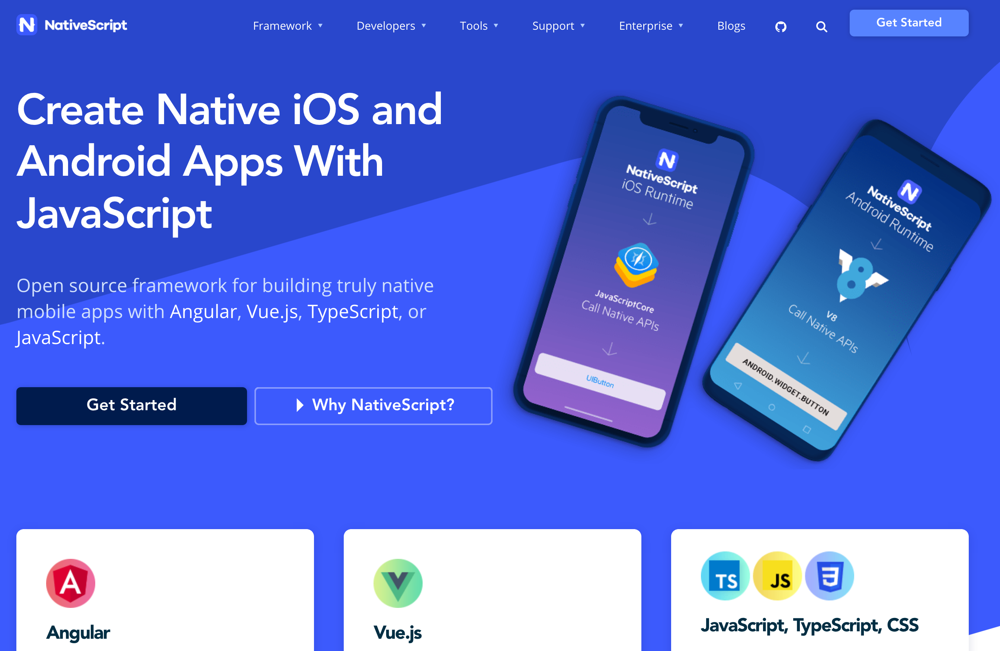 NativeScript
Framework
Developers
Tools
Support
Enterprise
Blogs
Get Started
Create Native iOS and
Android Apps With
JavaScript
Open source framework for building truly native
mobile apps with Angular, Vue.js, TypeScript, or
JavaScript.
Get Started
Why NativeScript?
NativeScript
iOS Runtime
JavaScriptCore
Call Native APIs
UIButton
NativeScript
Android Runtime
V8
Call Native APIs
ANDROID.WIDGET.BUTTON
Angular
Vue.js
TS
JS
JavaScript, TypeScript, CSS